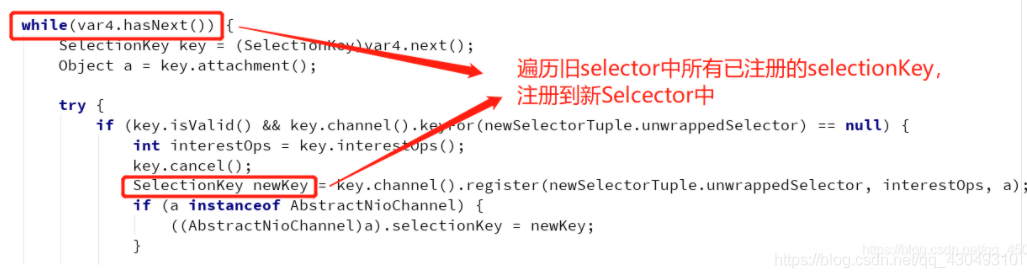 while(var4.hasNext()) {
SelectionKey key = (SelectionKey)var4.next();
Object a = key.attachment();
遍历旧selector中所有已注册的selectionKey,
注册到新Selcector中
try {
if (key.isValid() && key.channel().keyFor(newSelectorTuple.unwrappedSelector) == null) {
int interestOps = key.interestOps();
key.cancel();
SelectionKey newKey = key.channel().register(newSelectorTuple.unwrappedSelector, interestOps, a);
if (a instanceof AbstractNioChannel) {
((AbstractNioChannel)a).selectionKey = newKey;
}
https://blog.csdn.net/qq_430493101